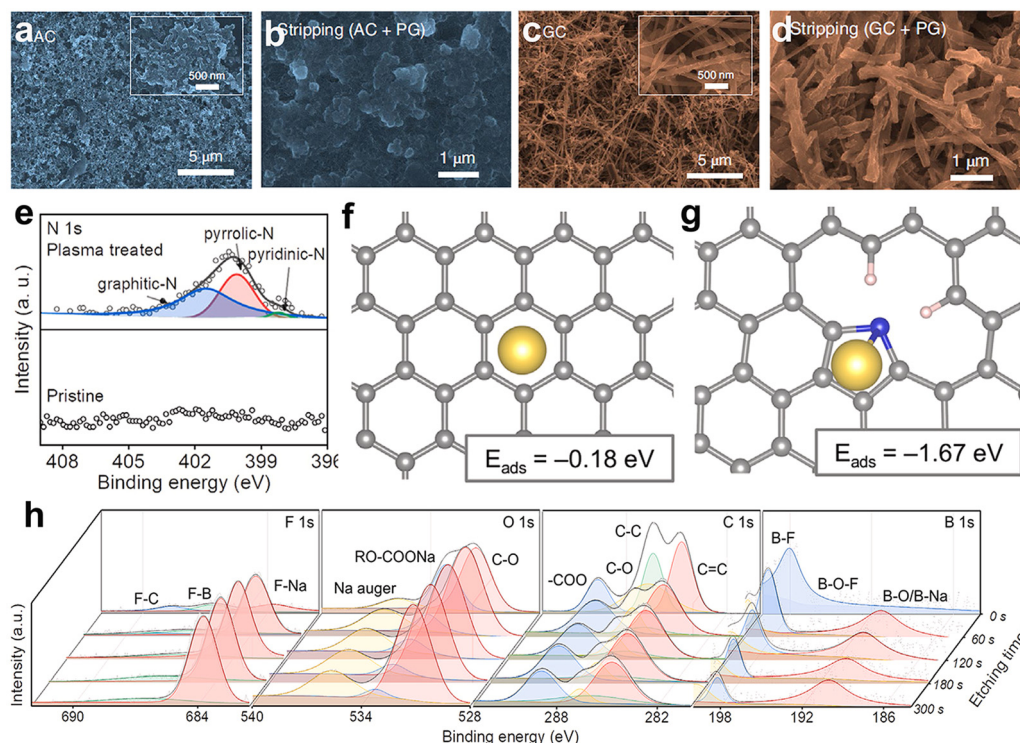 a AC
500 nm
5 µm
b Stripping (AC + PG)
1 µm
c GC
500 nm
5 µm
d Stripping (GC + PG)
1 µm
e
N 1s
Plasma treated
pyrrolic-N
pyridinic-N
graphitic-N
Pristine
Intensity (a. u.)
408 405 402 399 396
Binding energy (eV)
f
E_ads = –0.18 eV
g
E_ads = –1.67 eV
h
F 1s
O 1s
C 1s
B 1s
F-C
F-B
F-Na
Na auger
RO-COONa
C-O
-COO
C-O
C-C
C=C
B-F
B-O-F
B-O/B-Na
0 s
60 s
120 s
180 s
300 s
Etching time
Intensity (a.u.)
690 684 540 534 528 288 282 198 192 186
Binding energy (eV)